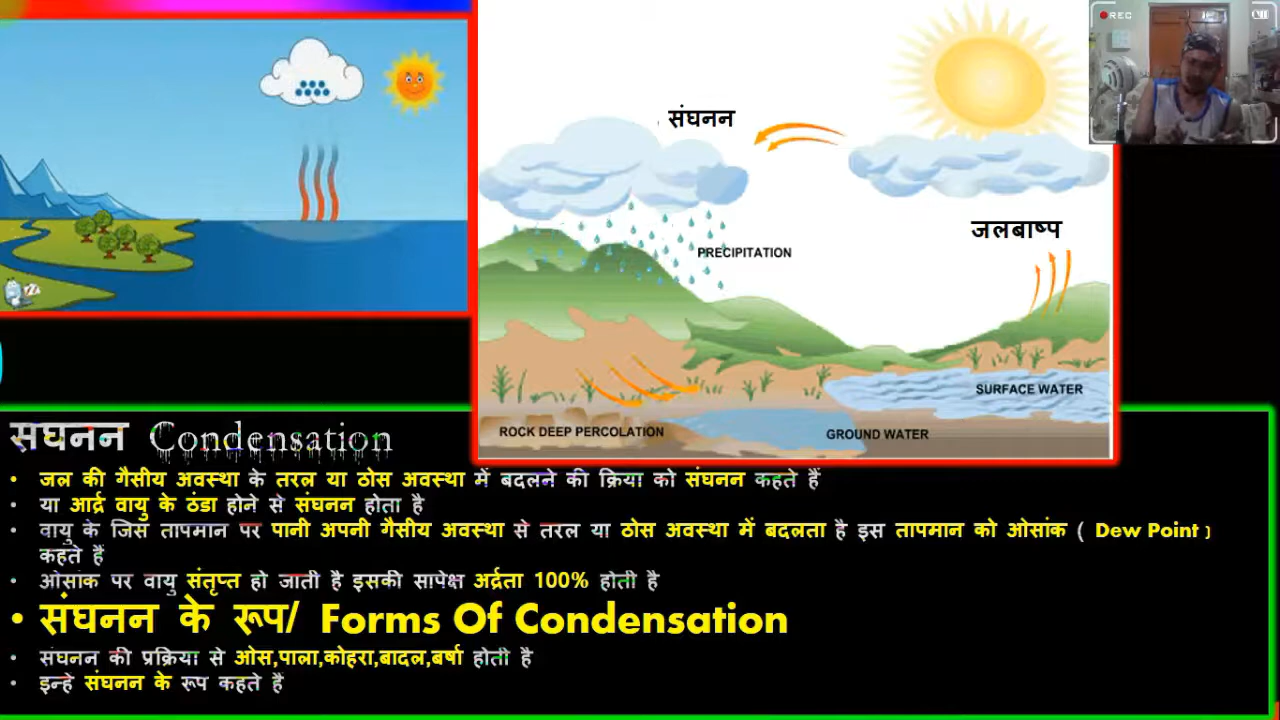 REC
संघनन
जलबाष्प
PRECIPITATION
SURFACE WATER
ROCK DEEP PERCOLATION
GROUND WATER
संघनन Condensation
• जल की गैसीय अवस्था के तरल या ठोस अवस्था में बदलने की क्रिया को संघनन कहते हैं
• या आर्द्र वायु के ठंडा होने से संघनन होता है
• वायु के जिस तापमान पर पानी अपनी गैसीय अवस्था से तरल या ठोस अवस्था में बदलता है इस तापमान को ओसांक ( Dew Point )
कहते हैं
• ओसांक पर वायु संतृप्त हो जाती है इसकी सापेक्ष अर्द्रता 100% होती है
• संघनन के रूप/ Forms Of Condensation
• संघनन की प्रक्रिया से ओस,पाला,कोहरा,बादल,बर्षा होती है
• इन्हे संघनन के रूप कहते है